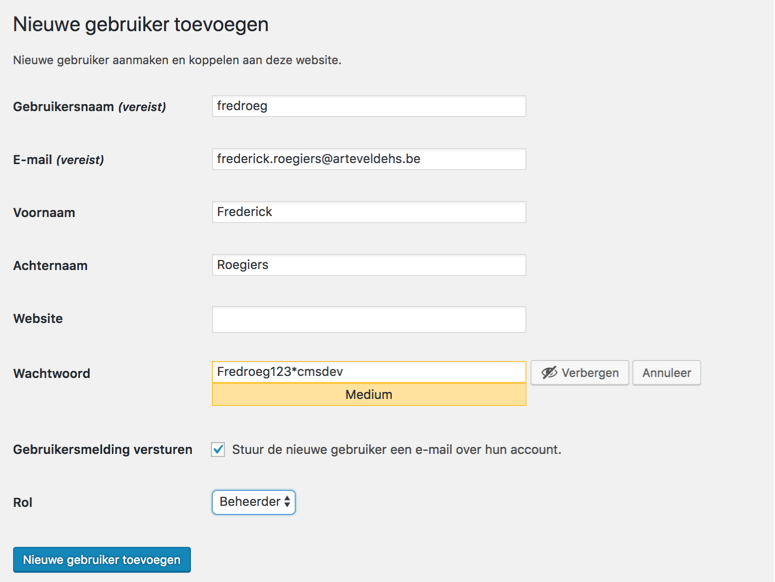 Nieuwe gebruiker toevoegen
Nieuwe gebruiker aanmaken en koppelen aan deze website.
Gebruikersnaam (vereist) fredroeg
E-mail (vereist) frederick.roegiers@arteveldehs.be
Voornaam Frederick
Achternaam Roegiers
Website
Wachtwoord Fredroeg123*cmsdev Verbergen Annuleer
Medium
Gebruikersmelding versturen Stuur de nieuwe gebruiker een e-mail over hun account.
Rol Beheerder
Nieuwe gebruiker toevoegen